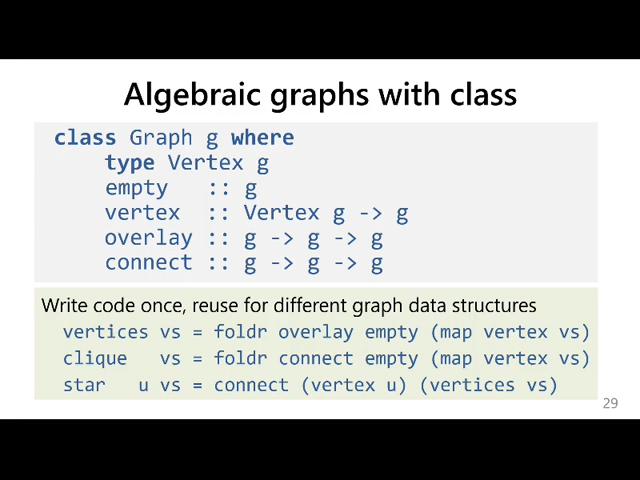 Algebraic graphs with class
class Graph g where
    type Vertex g
    empty   :: g
    vertex  :: Vertex g -> g
    overlay :: g -> g -> g
    connect :: g -> g -> g
Write code once, reuse for different graph data structures
vertices vs = foldr overlay empty (map vertex vs)
clique   vs = foldr connect empty (map vertex vs)
star   u vs = connect (vertex u) (vertices vs)
29